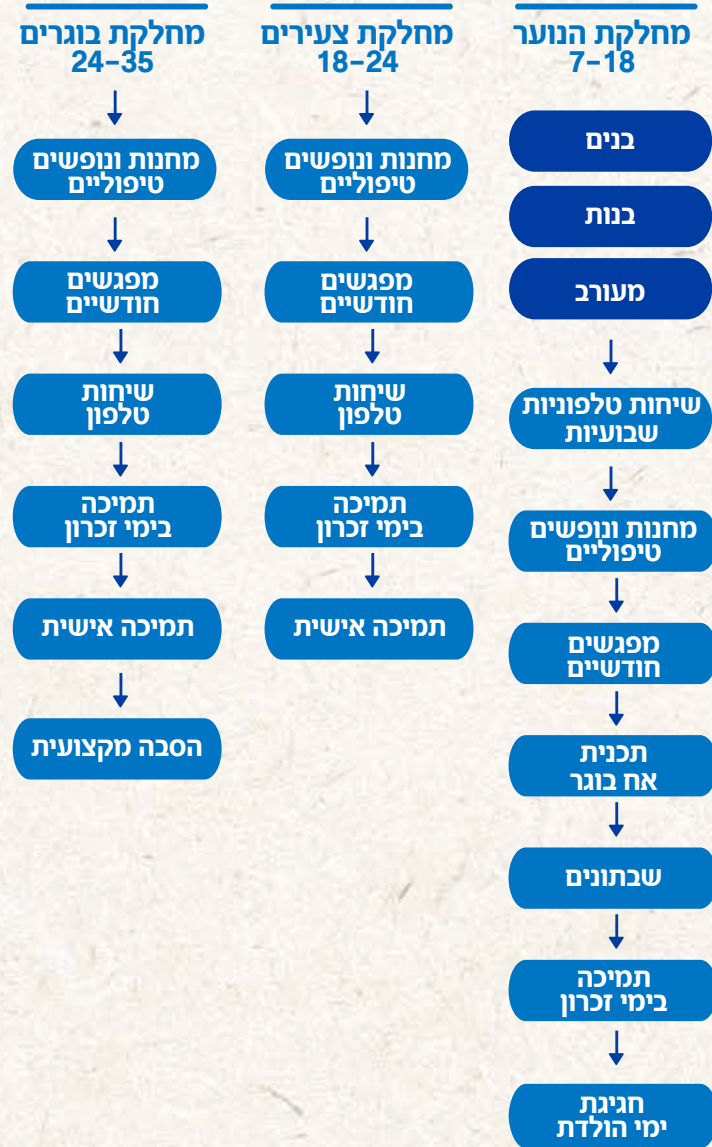 מחלקת הנוער
7-18
בנים
בנות
מעורב
שיחות טלפוניות
שבועיות
מחנות ונופשים
טיפוליים
מפגשים
חודשיים
תכנית
אח בוגר
שבתונים
תמיכה
בימי זכרון
חגיגת
ימי הולדת
מחלקת צעירים
18-24
מחנות ונופשים
טיפוליים
מפגשים
חודשיים
שיחות
טלפון
תמיכה
בימי זכרון
תמיכה אישית
מחלקת בוגרים
24-35
מחנות ונופשים
טיפוליים
מפגשים
חודשיים
שיחות
טלפון
תמיכה
בימי זכרון
תמיכה אישית
הסבה מקצועית